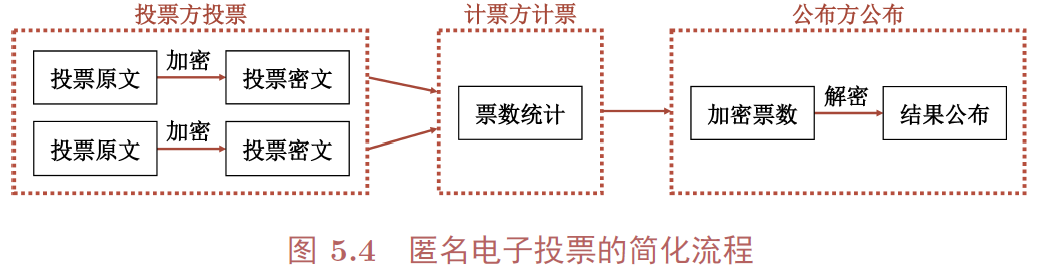 投票方投票 计票方计票 公布方公布
投票原文 加密 投票密文
投票原文 加密 投票密文
票数统计
加密票数 解密 结果公布
图 5.4 匿名电子投票的简化流程